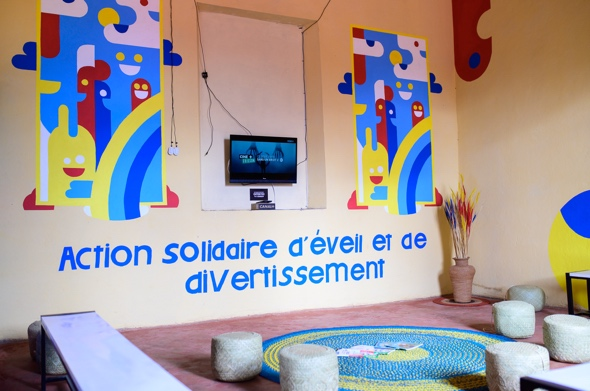 Action solidaire d'éveil et de
divertissement